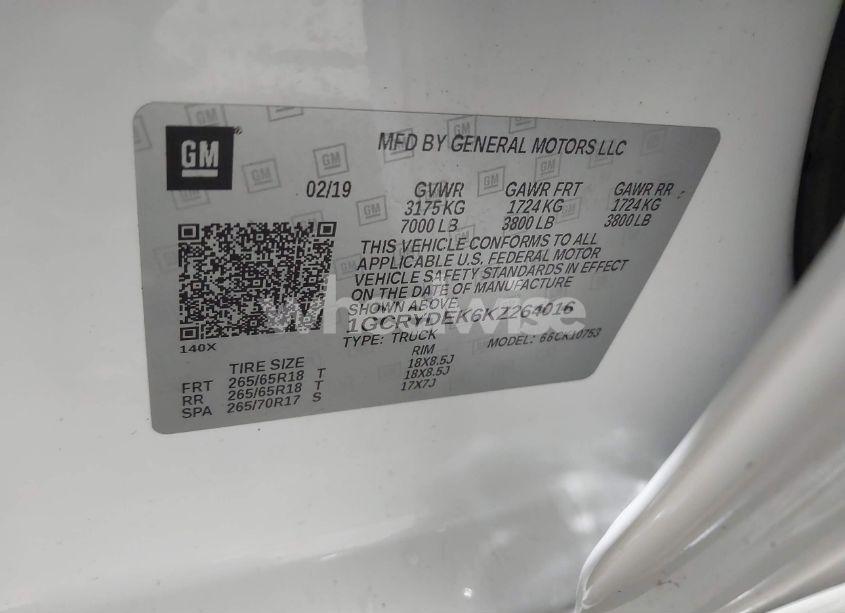 GM
MFD BY GENERAL MOTORS LLC
02/19
GVWR GAWR FRT GAWR RR
3175 KG 1724 KG 1724 KG
7000 LB 3800 LB 3800 LB
THIS VEHICLE CONFORMS TO ALL
APPLICABLE U.S. FEDERAL MOTOR
VEHICLE SAFETY STANDARDS IN EFFECT
ON THE DATE OF MANUFACTURE
SHOWN ABOVE.
1GCRYDEK6KZ264016
TYPE: TRUCK MODEL: 66CK10753
140X
TIRE SIZE RIM
FRT 265/65R18 T 18X8.5J
RR 265/65R18 T 18X8.5J
SPA 265/70R17 S 17X7J